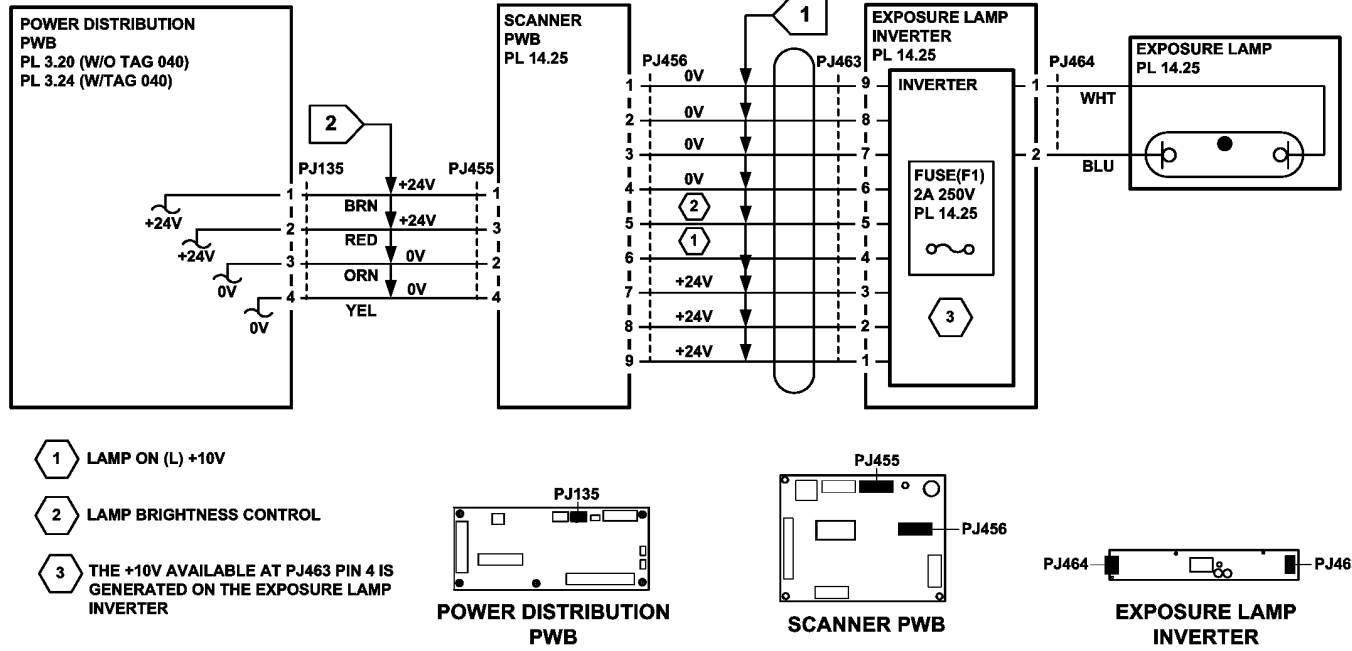 POWER DISTRIBUTION
PWB
PL 3.20 (W/O TAG 040)
PL 3.24 (W/TAG 040)
SCANNER
PWB
PL 14.25
1
EXPOSURE LAMP
INVERTER
PL 14.25
EXPOSURE LAMP
PL 14.25
PJ456
PJ463
PJ464
INVERTER
1 0V 9
2 0V 8
3 0V 7
4 0V 6
5 2 5
6 1 4
7 +24V 3
8 +24V 2
9 +24V 1
1 WHT
2 BLU
FUSE(F1)
2A 250V
PL 14.25
3
2
PJ135
PJ455
+24V 1 +24V 1
BRN
+24V 2 +24V 3
RED
0V 3 0V 2
ORN
0V 4 0V 4
YEL
1 LAMP ON (L) +10V
2 LAMP BRIGHTNESS CONTROL
3 THE +10V AVAILABLE AT PJ463 PIN 4 IS
GENERATED ON THE EXPOSURE LAMP
INVERTER
PJ135
POWER DISTRIBUTION
PWB
PJ455
PJ456
SCANNER PWB
PJ464
PJ46
EXPOSURE LAMP
INVERTER